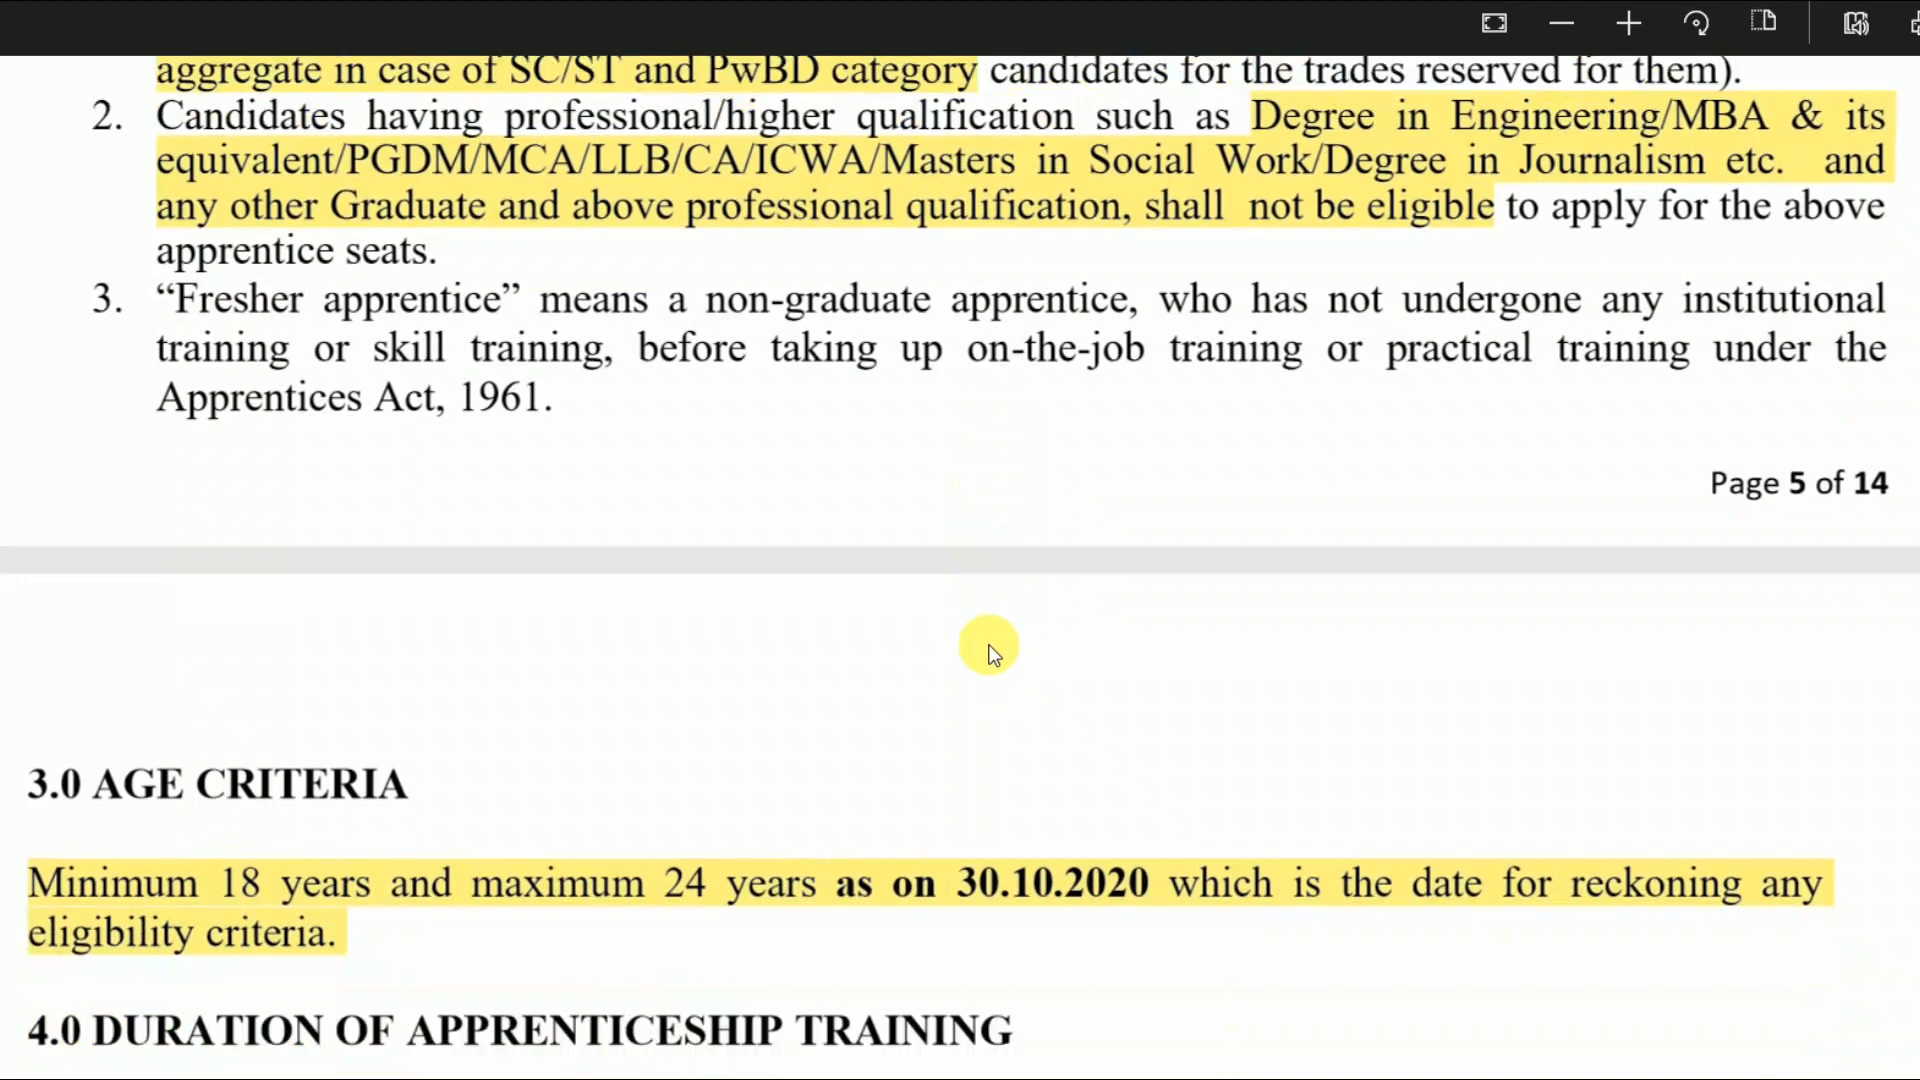 aggregate in case of SC/ST and PwBD category candidates for the trades reserved for them).
2. Candidates having professional/higher qualification such as Degree in Engineering/MBA & its
equivalent/PGDM/MCA/LLB/CA/ICWA/Masters in Social Work/Degree in Journalism etc. and
any other Graduate and above professional qualification, shall not be eligible to apply for the above
apprentice seats.
3. “Fresher apprentice” means a non-graduate apprentice, who has not undergone any institutional
training or skill training, before taking up on-the-job training or practical training under the
Apprentices Act, 1961.
Page 5 of 14
3.0 AGE CRITERIA
Minimum 18 years and maximum 24 years as on 30.10.2020 which is the date for reckoning any
eligibility criteria.
4.0 DURATION OF APPRENTICESHIP TRAINING